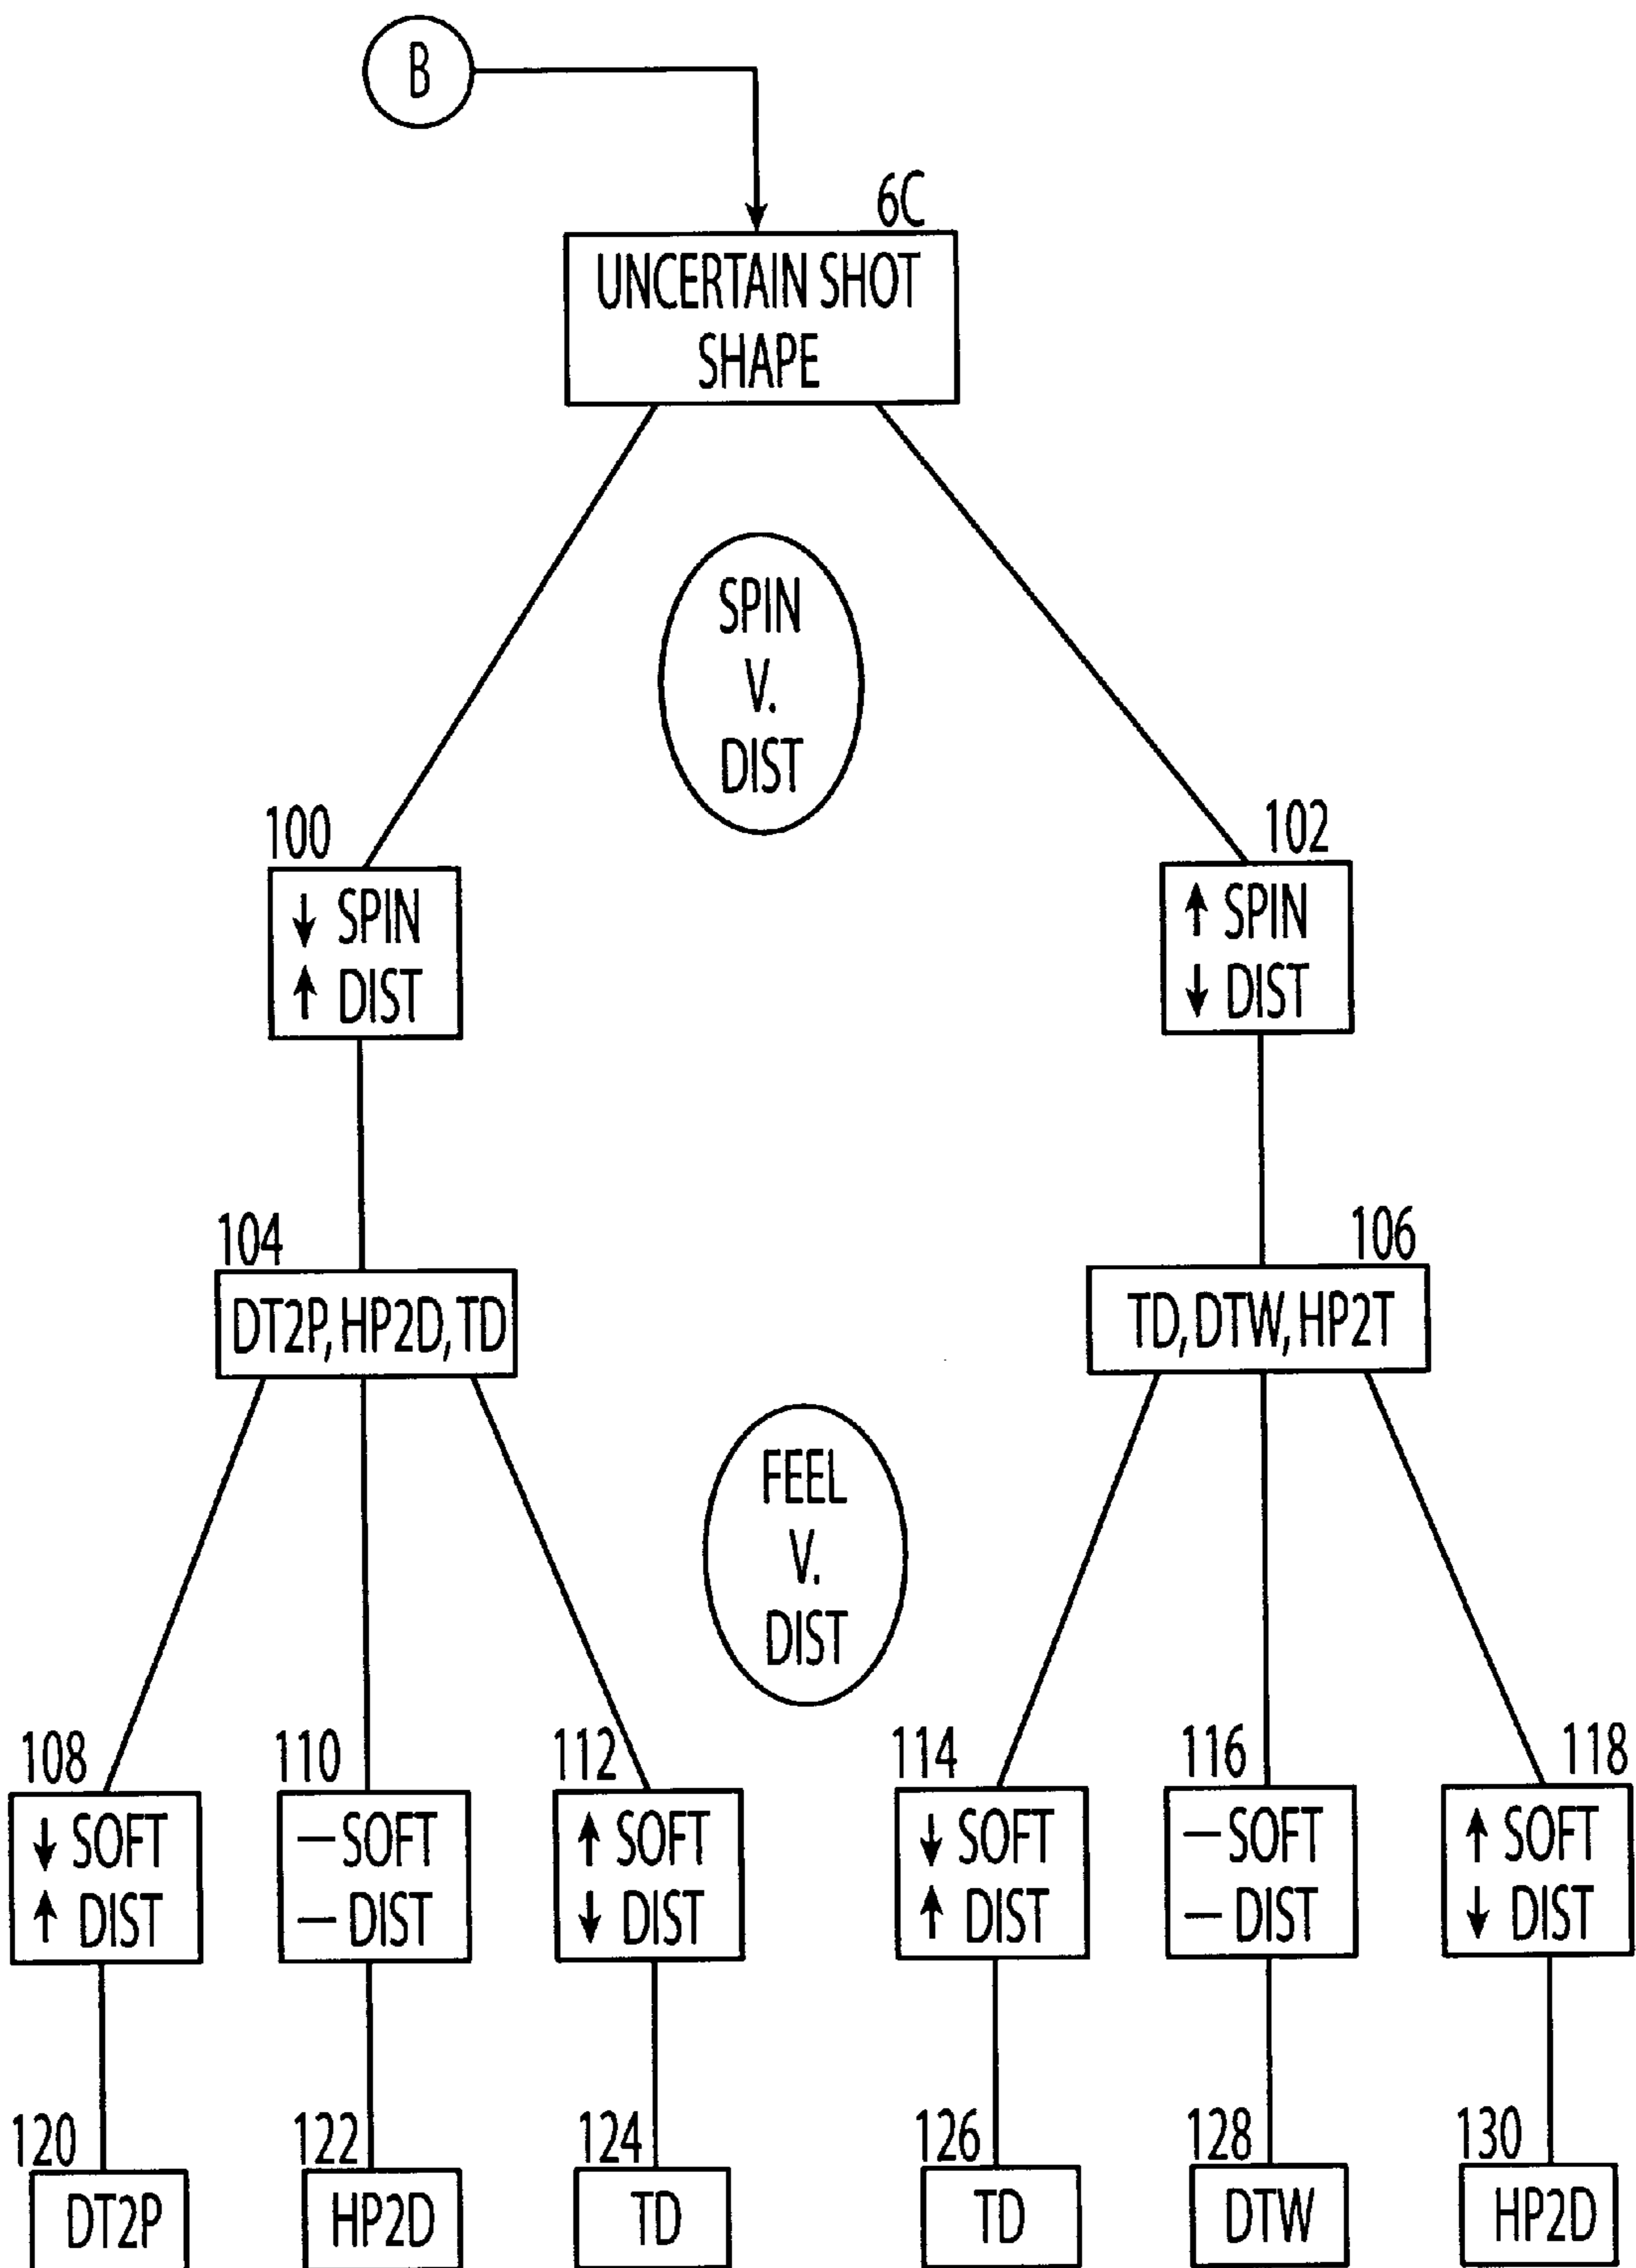 B
6C
UNCERTAIN SHOT
SHAPE
SPIN
V.
DIST
100
↓ SPIN
↑ DIST
102
↑ SPIN
↓ DIST
104
DT2P, HP2D, TD
106
TD, DTW, HP2T
FEEL
V.
DIST
108
↓ SOFT
↑ DIST
110
— SOFT
— DIST
112
↑ SOFT
↓ DIST
114
↓ SOFT
↑ DIST
116
— SOFT
— DIST
118
↑ SOFT
↓ DIST
120
DT2P
122
HP2D
124
TD
126
TD
128
DTW
130
HP2D